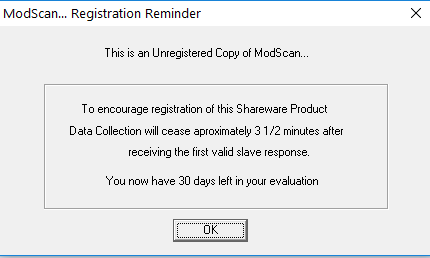 ModScan... Registration Reminder
This is an Unregistered Copy of ModScan...
To encourage registration of this Shareware Product
Data Collection will cease aproximately 3 1/2 minutes after
receiving the first valid slave response.
You now have 30 days left in your evaluation
OK